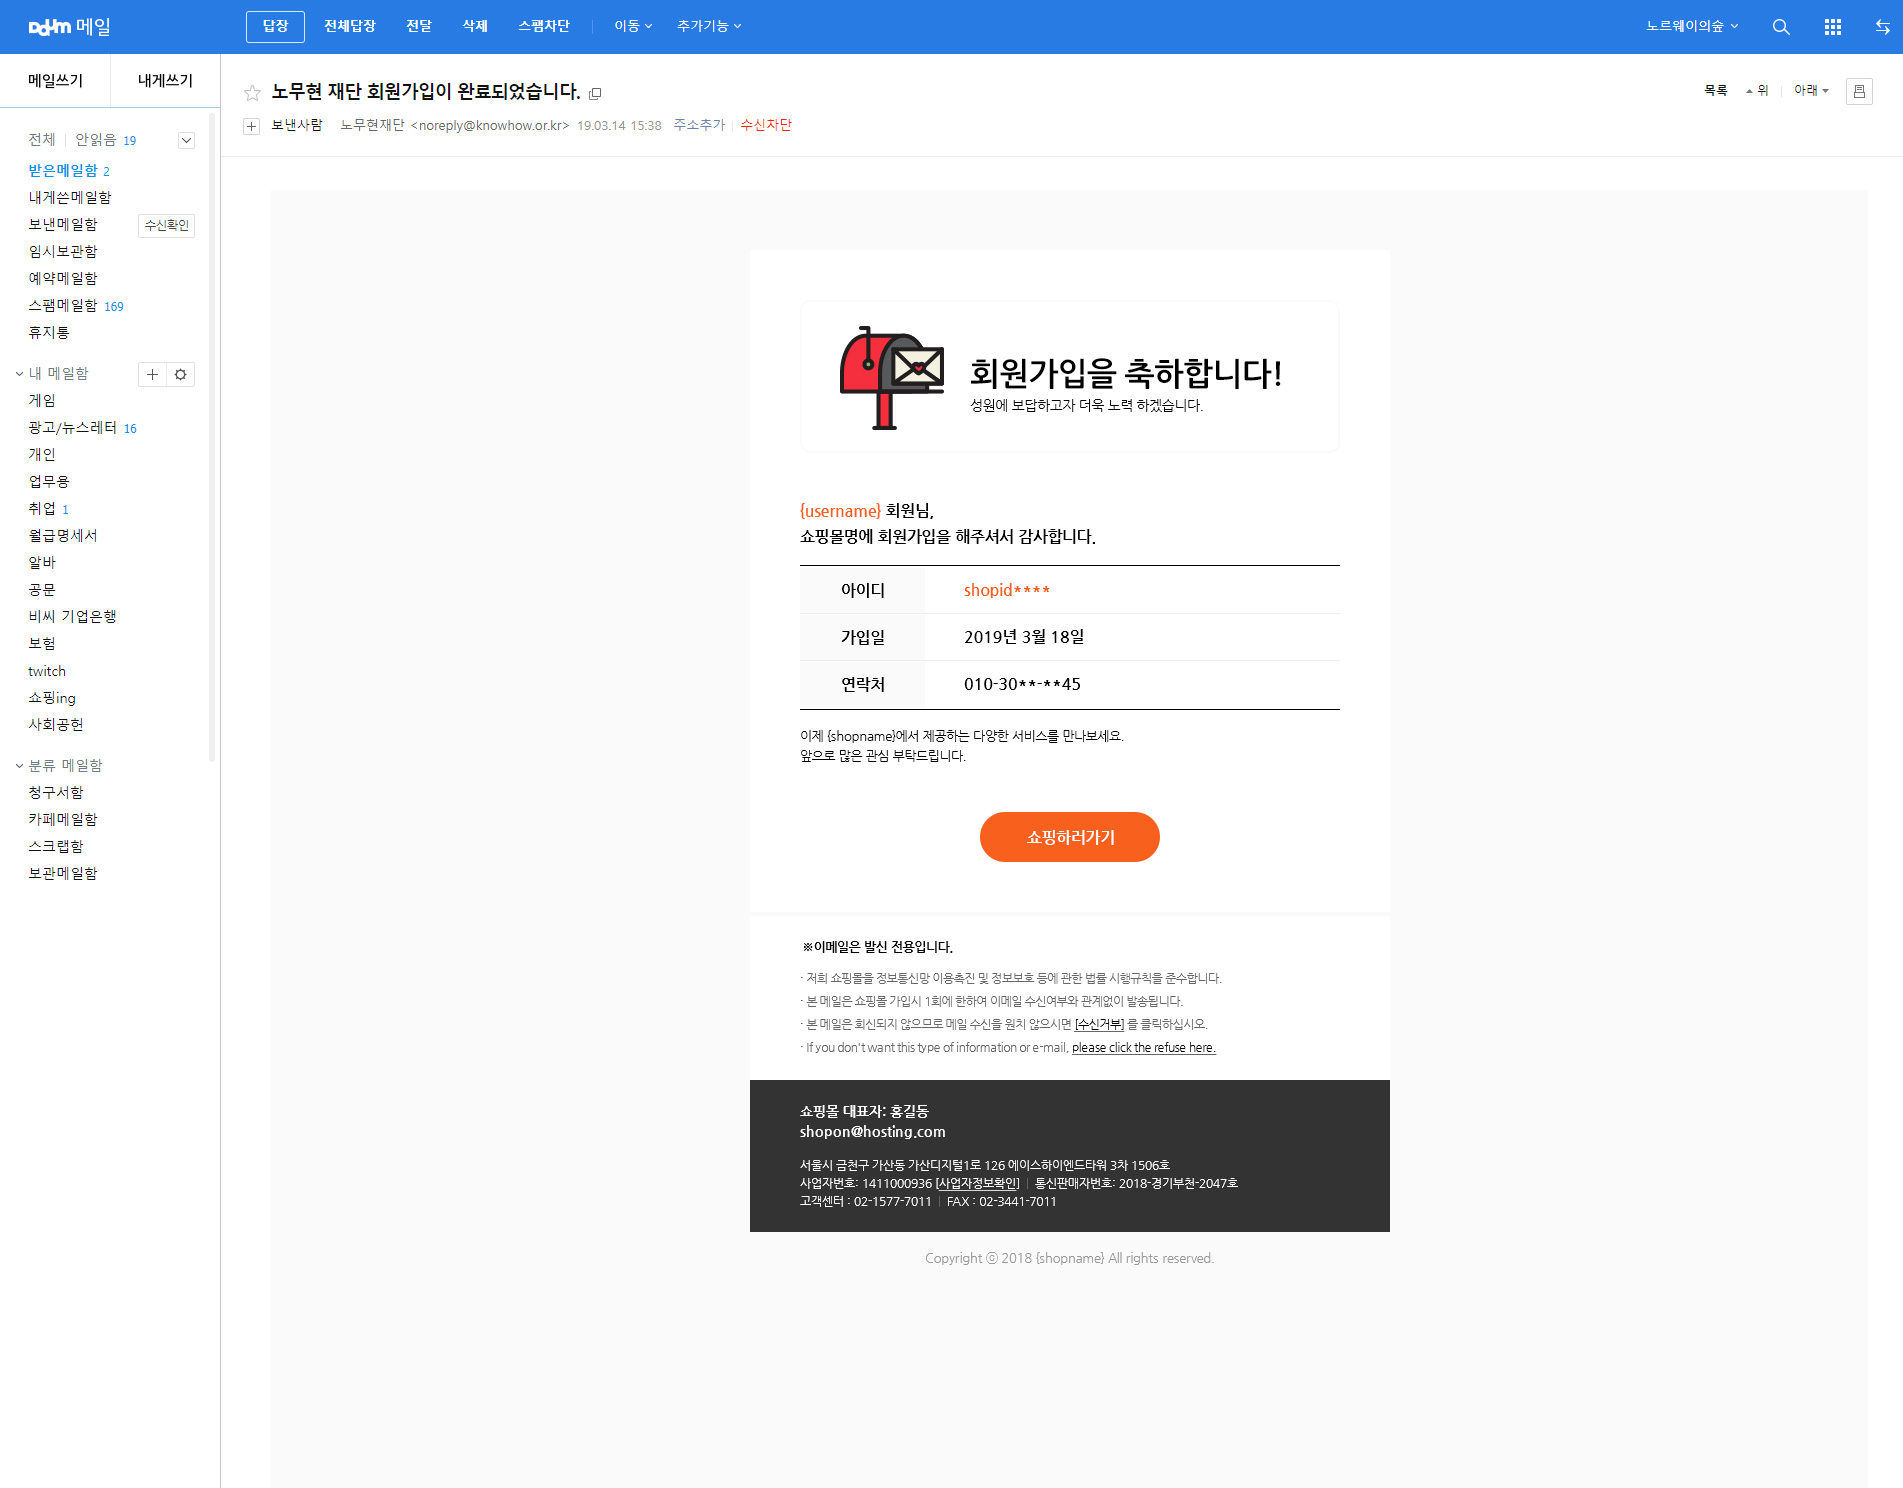 Daum 메일
답장 전체답장 전달 삭제 스팸차단 이동 추가기능 노르웨이의숲
메일쓰기 내게쓰기
전체 안읽음 19
받은메일함 2
내게쓴메일함
보낸메일함 수신확인
임시보관함
예약메일함
스팸메일함 169
휴지통
내 메일함
게임
광고/뉴스레터 16
개인
업무용
취업 1
월급명세서
알바
공문
비씨 기업은행
보험
twitch
쇼핑ing
사회공헌
분류 메일함
청구서함
카페메일함
스크랩함
보관메일함
노무현 재단 회원가입이 완료되었습니다.
목록 위 아래
보낸사람 노무현재단 <noreply@knowhow.or.kr> 19.03.14 15:38 주소추가 수신차단
회원가입을 축하합니다!
성원에 보답하고자 더욱 노력 하겠습니다.
{username} 회원님,
쇼핑몰명에 회원가입을 해주셔서 감사합니다.
아이디 shopid****
가입일 2019년 3월 18일
연락처 010-30**-**45
이제 {shopname}에서 제공하는 다양한 서비스를 만나보세요.
앞으로 많은 관심 부탁드립니다.
쇼핑하러가기
※이메일은 발신 전용입니다.
· 저희 쇼핑몰을 정보통신망 이용촉진 및 정보보호 등에 관한 법률 시행규칙을 준수합니다.
· 본 메일은 쇼핑몰 가입시 1회에 한하여 이메일 수신여부와 관계없이 발송됩니다.
· 본 메일은 회신되지 않으므로 메일 수신을 원치 않으시면 [수신거부] 를 클릭하십시오.
· If you don't want this type of information or e-mail, please click the refuse here.
쇼핑몰 대표자: 홍길동
shopon@hosting.com
서울시 금천구 가산동 가산디지털1로 126 에이스하이엔드타워 3차 1506호
사업자번호: 1411000936 [사업자정보확인] | 통신판매자번호: 2018-경기부천-2047호
고객센터 : 02-1577-7011 | FAX : 02-3441-7011
Copyright ⓒ 2018 {shopname} All rights reserved.